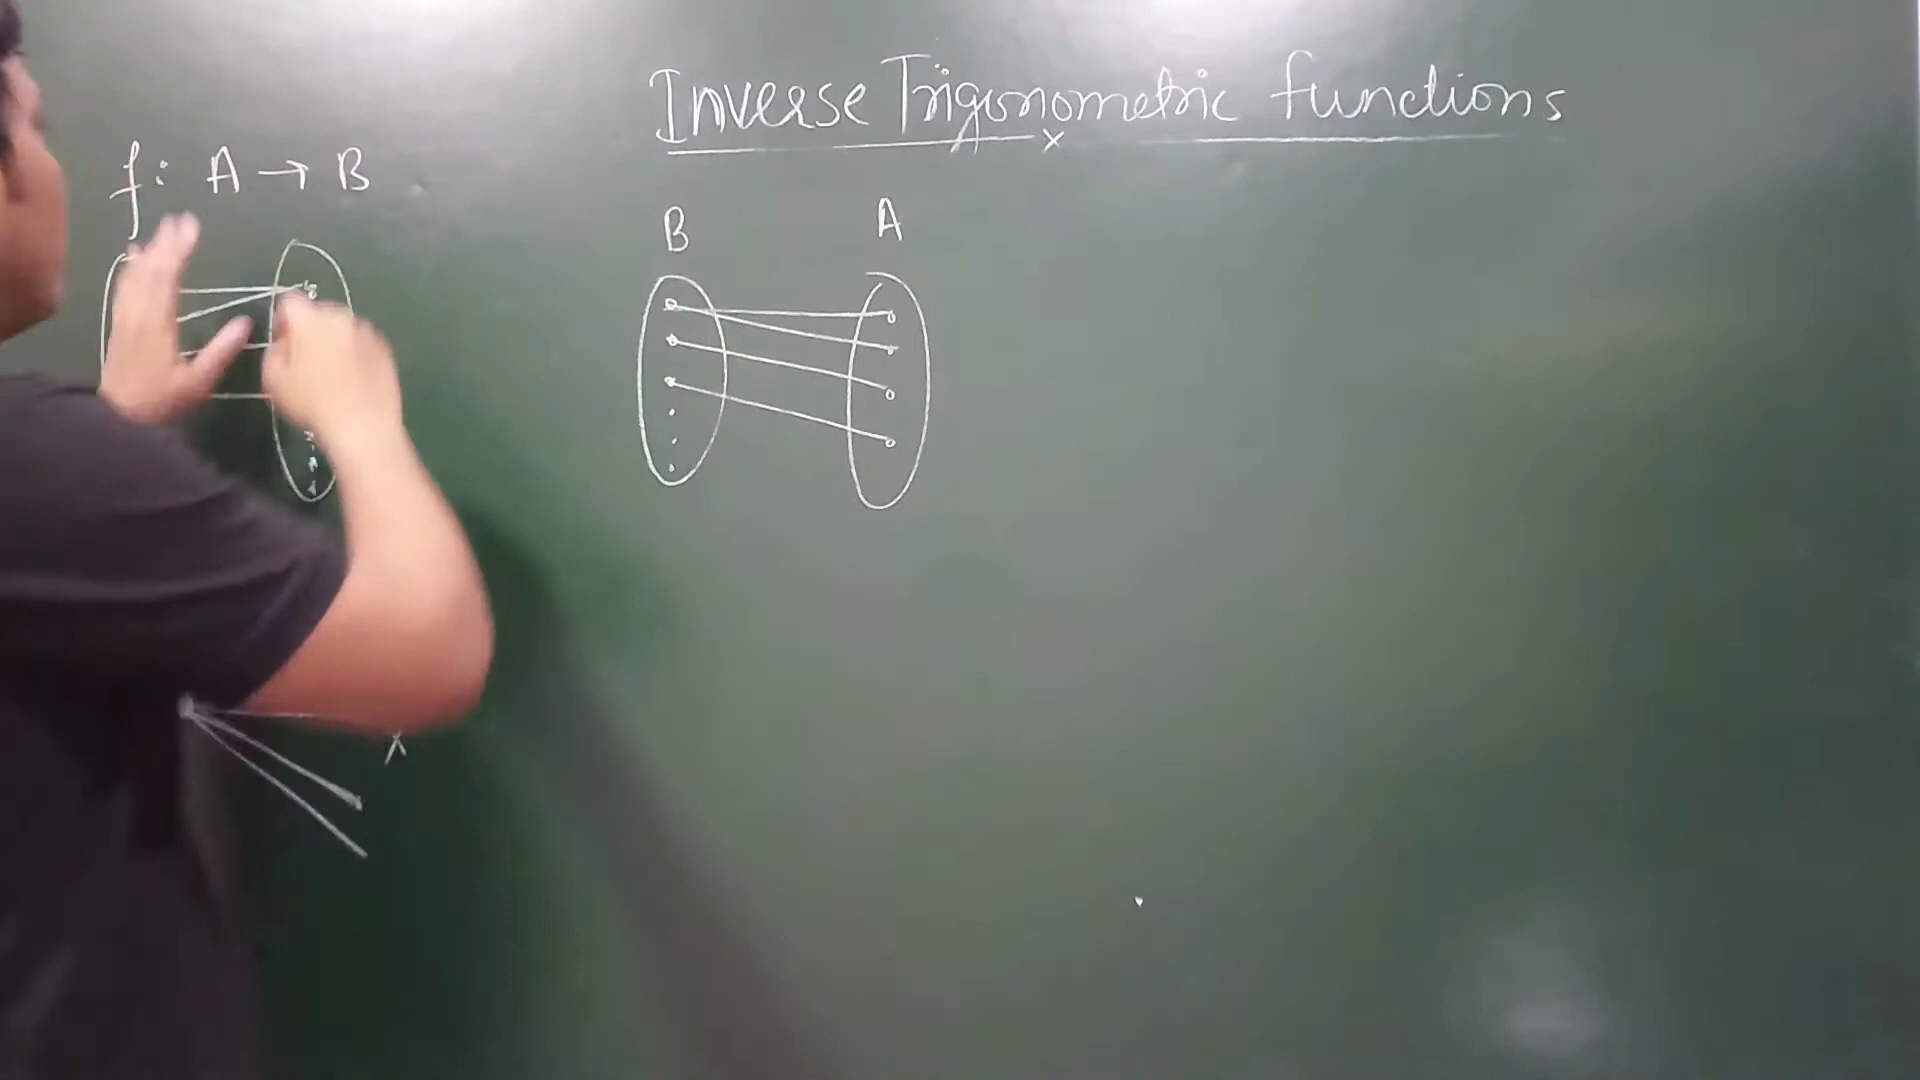 Inverse Trigonometric functions
x
f: A → B
B A
x